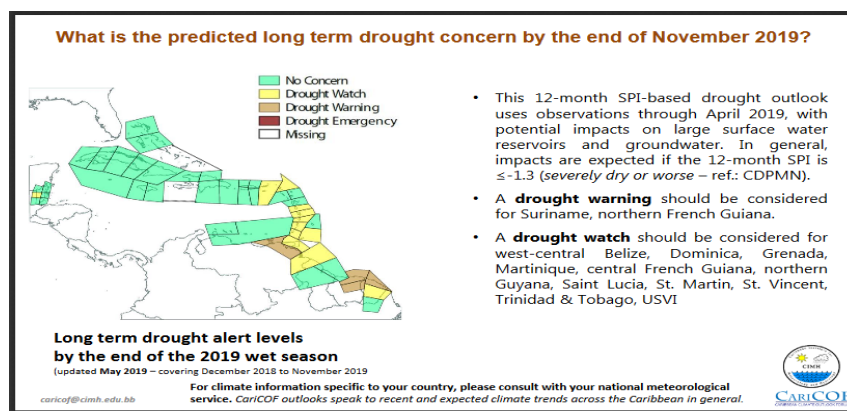 What is the predicted long term drought concern by the end of November 2019?
No Concern
Drought Watch
Drought Warning
Drought Emergency
Missing
• This 12-month SPI-based drought outlook
uses observations through April 2019, with
potential impacts on large surface water
reservoirs and groundwater. In general,
impacts are expected if the 12-month SPI is
≤-1.3 (severely dry or worse – ref.: CDPMN).
• A drought warning should be considered
for Suriname, northern French Guiana.
• A drought watch should be considered for
west-central Belize, Dominica, Grenada,
Martinique, central French Guiana, northern
Guyana, Saint Lucia, St. Martin, St. Vincent,
Trinidad & Tobago, USVI
Long term drought alert levels
by the end of the 2019 wet season
(updated May 2019 – covering December 2018 to November 2019
For climate information specific to your country, please consult with your national meteorological
service. CariCOF outlooks speak to recent and expected climate trends across the Caribbean in general.
caricof@cimh.edu.bb
CIMH
CARICOF